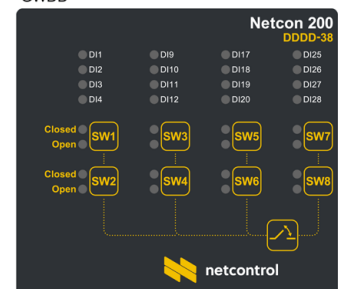 Netcon 200
DDDD-38
DI1 DI9 DI17 DI25
DI2 DI10 DI18 DI26
DI3 DI11 DI19 DI27
DI4 DI12 DI20 DI28
Closed SW1 SW3 SW5 SW7
Open
Closed SW2 SW4 SW6 SW8
Open
netcontrol